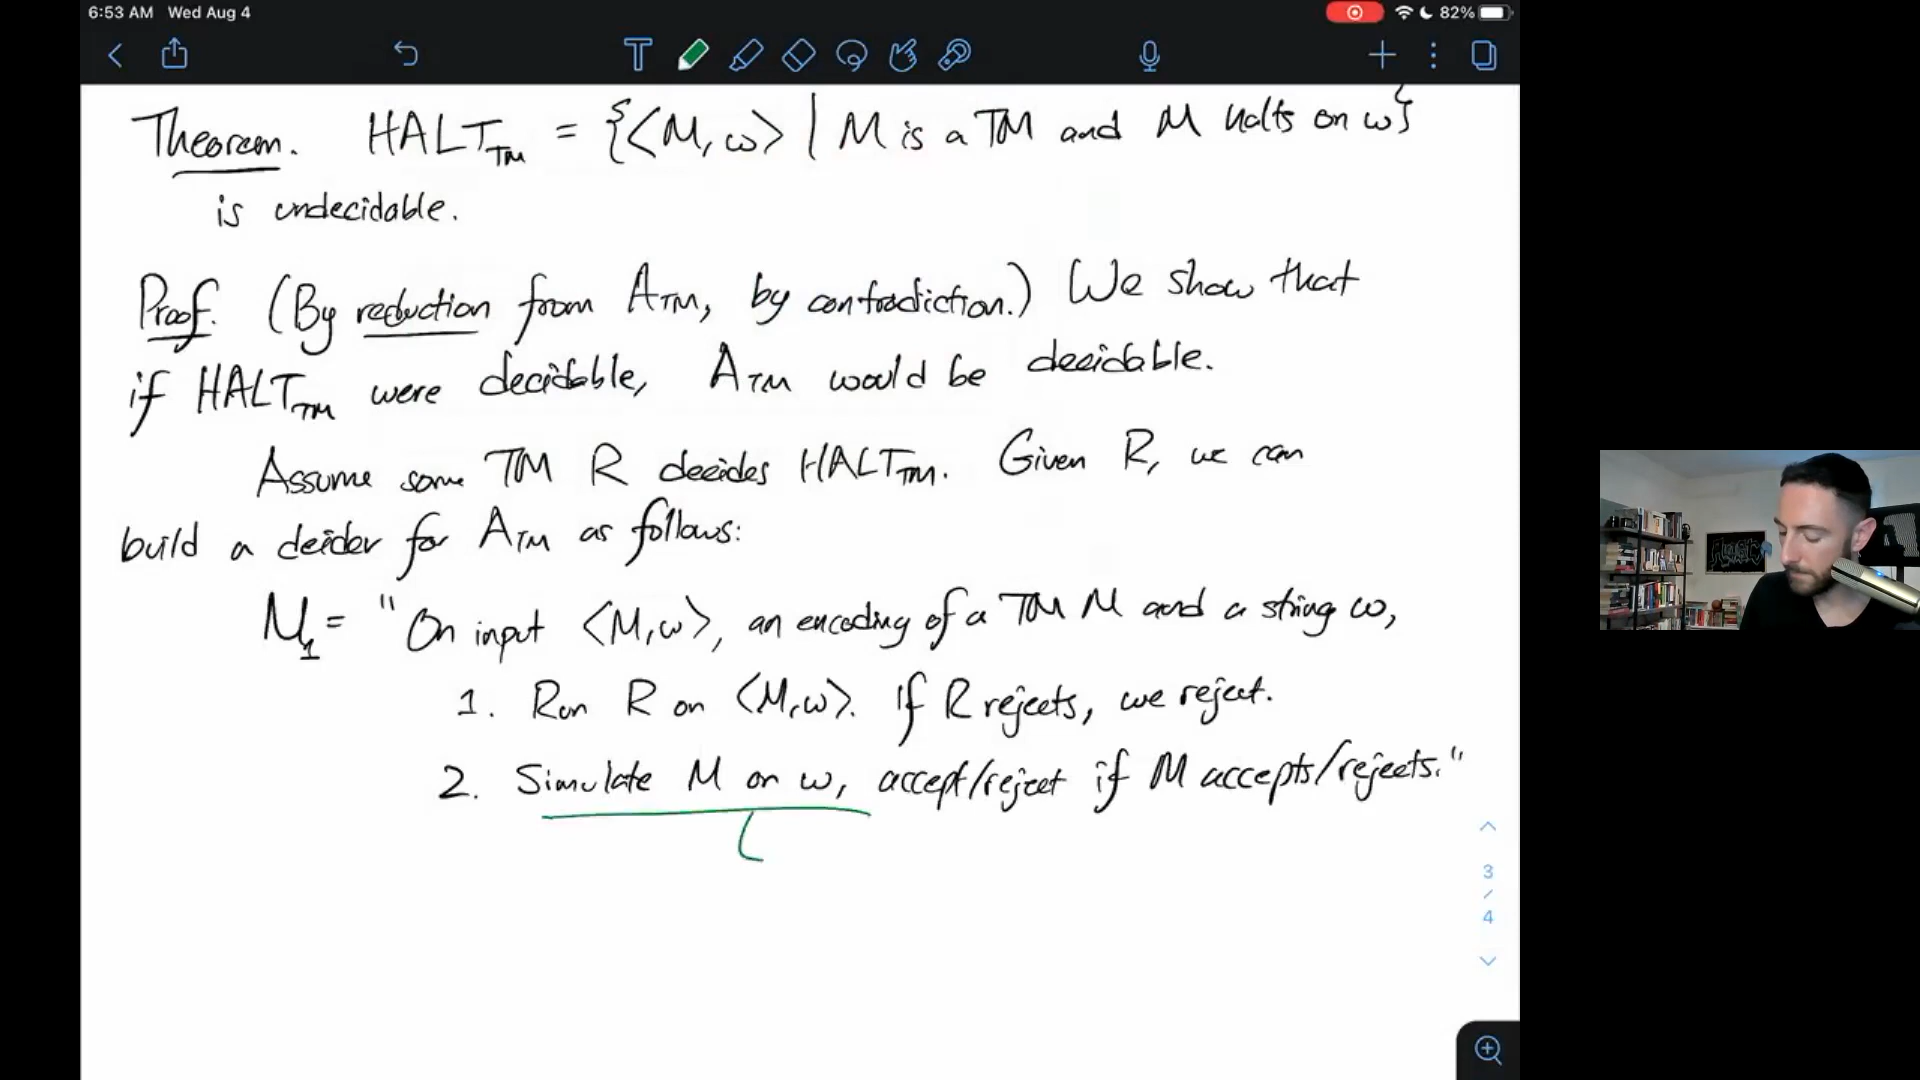 6:53 AM Wed Aug 4
82%
Theorem. HALT_TM = {<M, w> | M is a TM and M halts on w}
is undecidable.
Proof. (By reduction from A_TM, by contradiction.) We show that
if HALT_TM were decidable, A_TM would be decidable.
Assume some TM R decides HALT_TM. Given R, we can
build a deider for A_TM as follows:
M_1 = "On input <M, w>, an encoding of a TM M and a string w,
1. Run R on <M, w>. If R rejects, we reject.
2. Simulate M on w, accept/reject if M accepts/rejects."
3
/
4